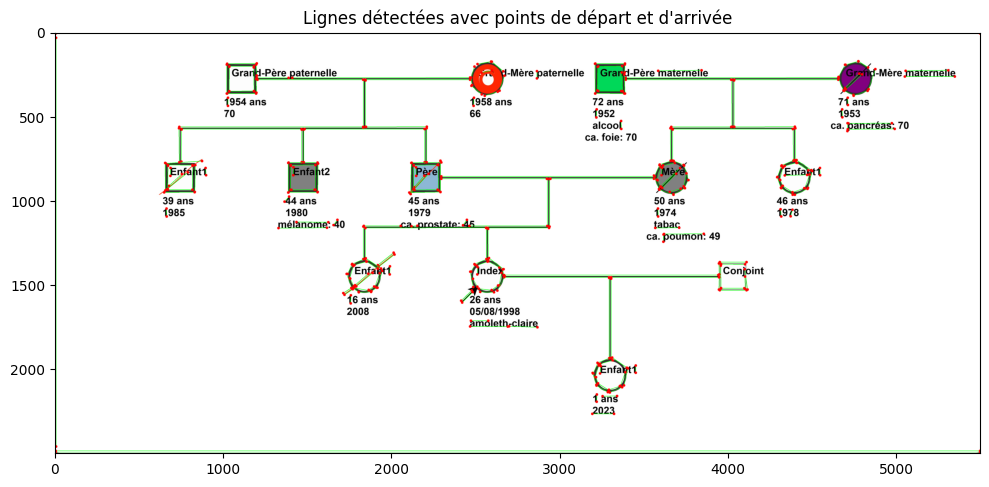 Lignes détectées avec points de départ et d'arrivée
0
500
1000
1500
2000
0
1000
2000
3000
4000
5000
Grand-Père paternelle
1954 ans
70
Grand-Mère paternelle
1958 ans
66
Grand-Père maternelle
72 ans
1952
alcool
ca. foie: 70
Grand-Mère maternelle
71 ans
1953
ca. pancréas: 70
Enfant1
39 ans
1985
Enfant2
44 ans
1980
mélanome: 40
Père
45 ans
1979
ca. prostate: 45
Mère
50 ans
1974
tabac
ca. poumon: 49
Enfant1
46 ans
1978
Enfant1
16 ans
2008
Index
26 ans
05/08/1998
amoleth-claire
Conjoint
Enfant1
1 ans
2023